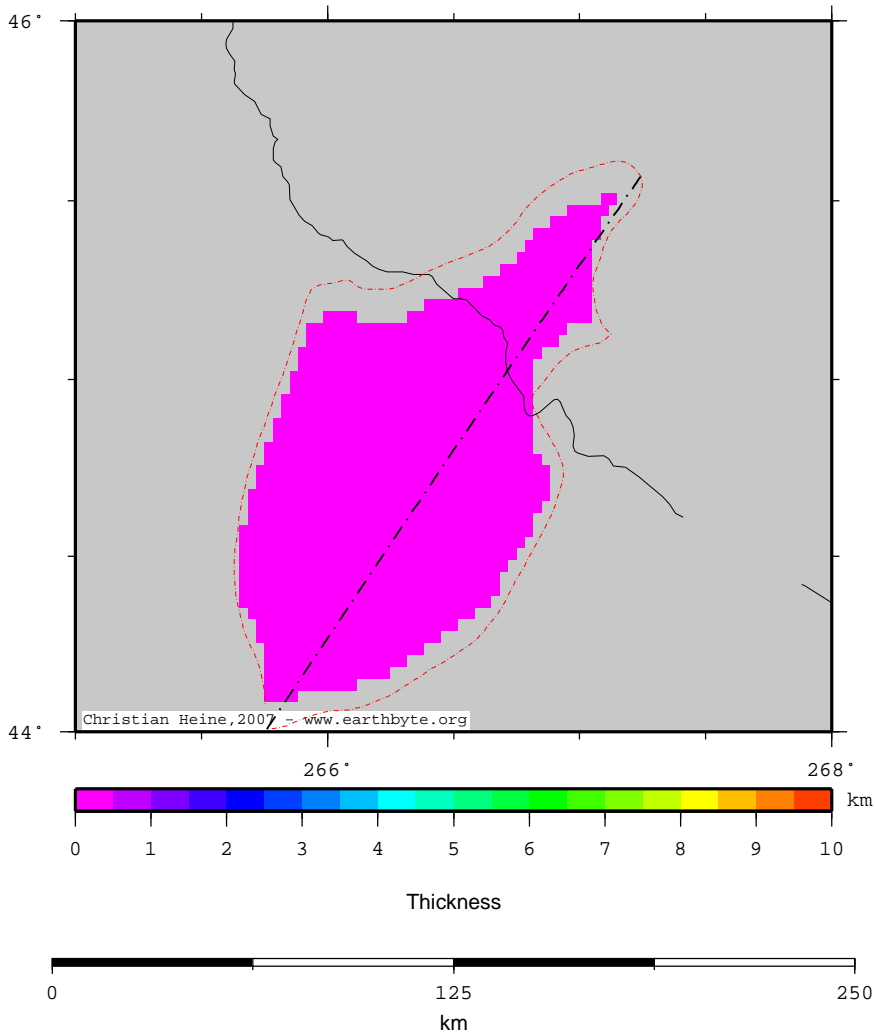 46°
44°
Christian Heine,2007 - www.earthbyte.org
266° 268°
km
0 1 2 3 4 5 6 7 8 9 10
Thickness
0 125 250
km